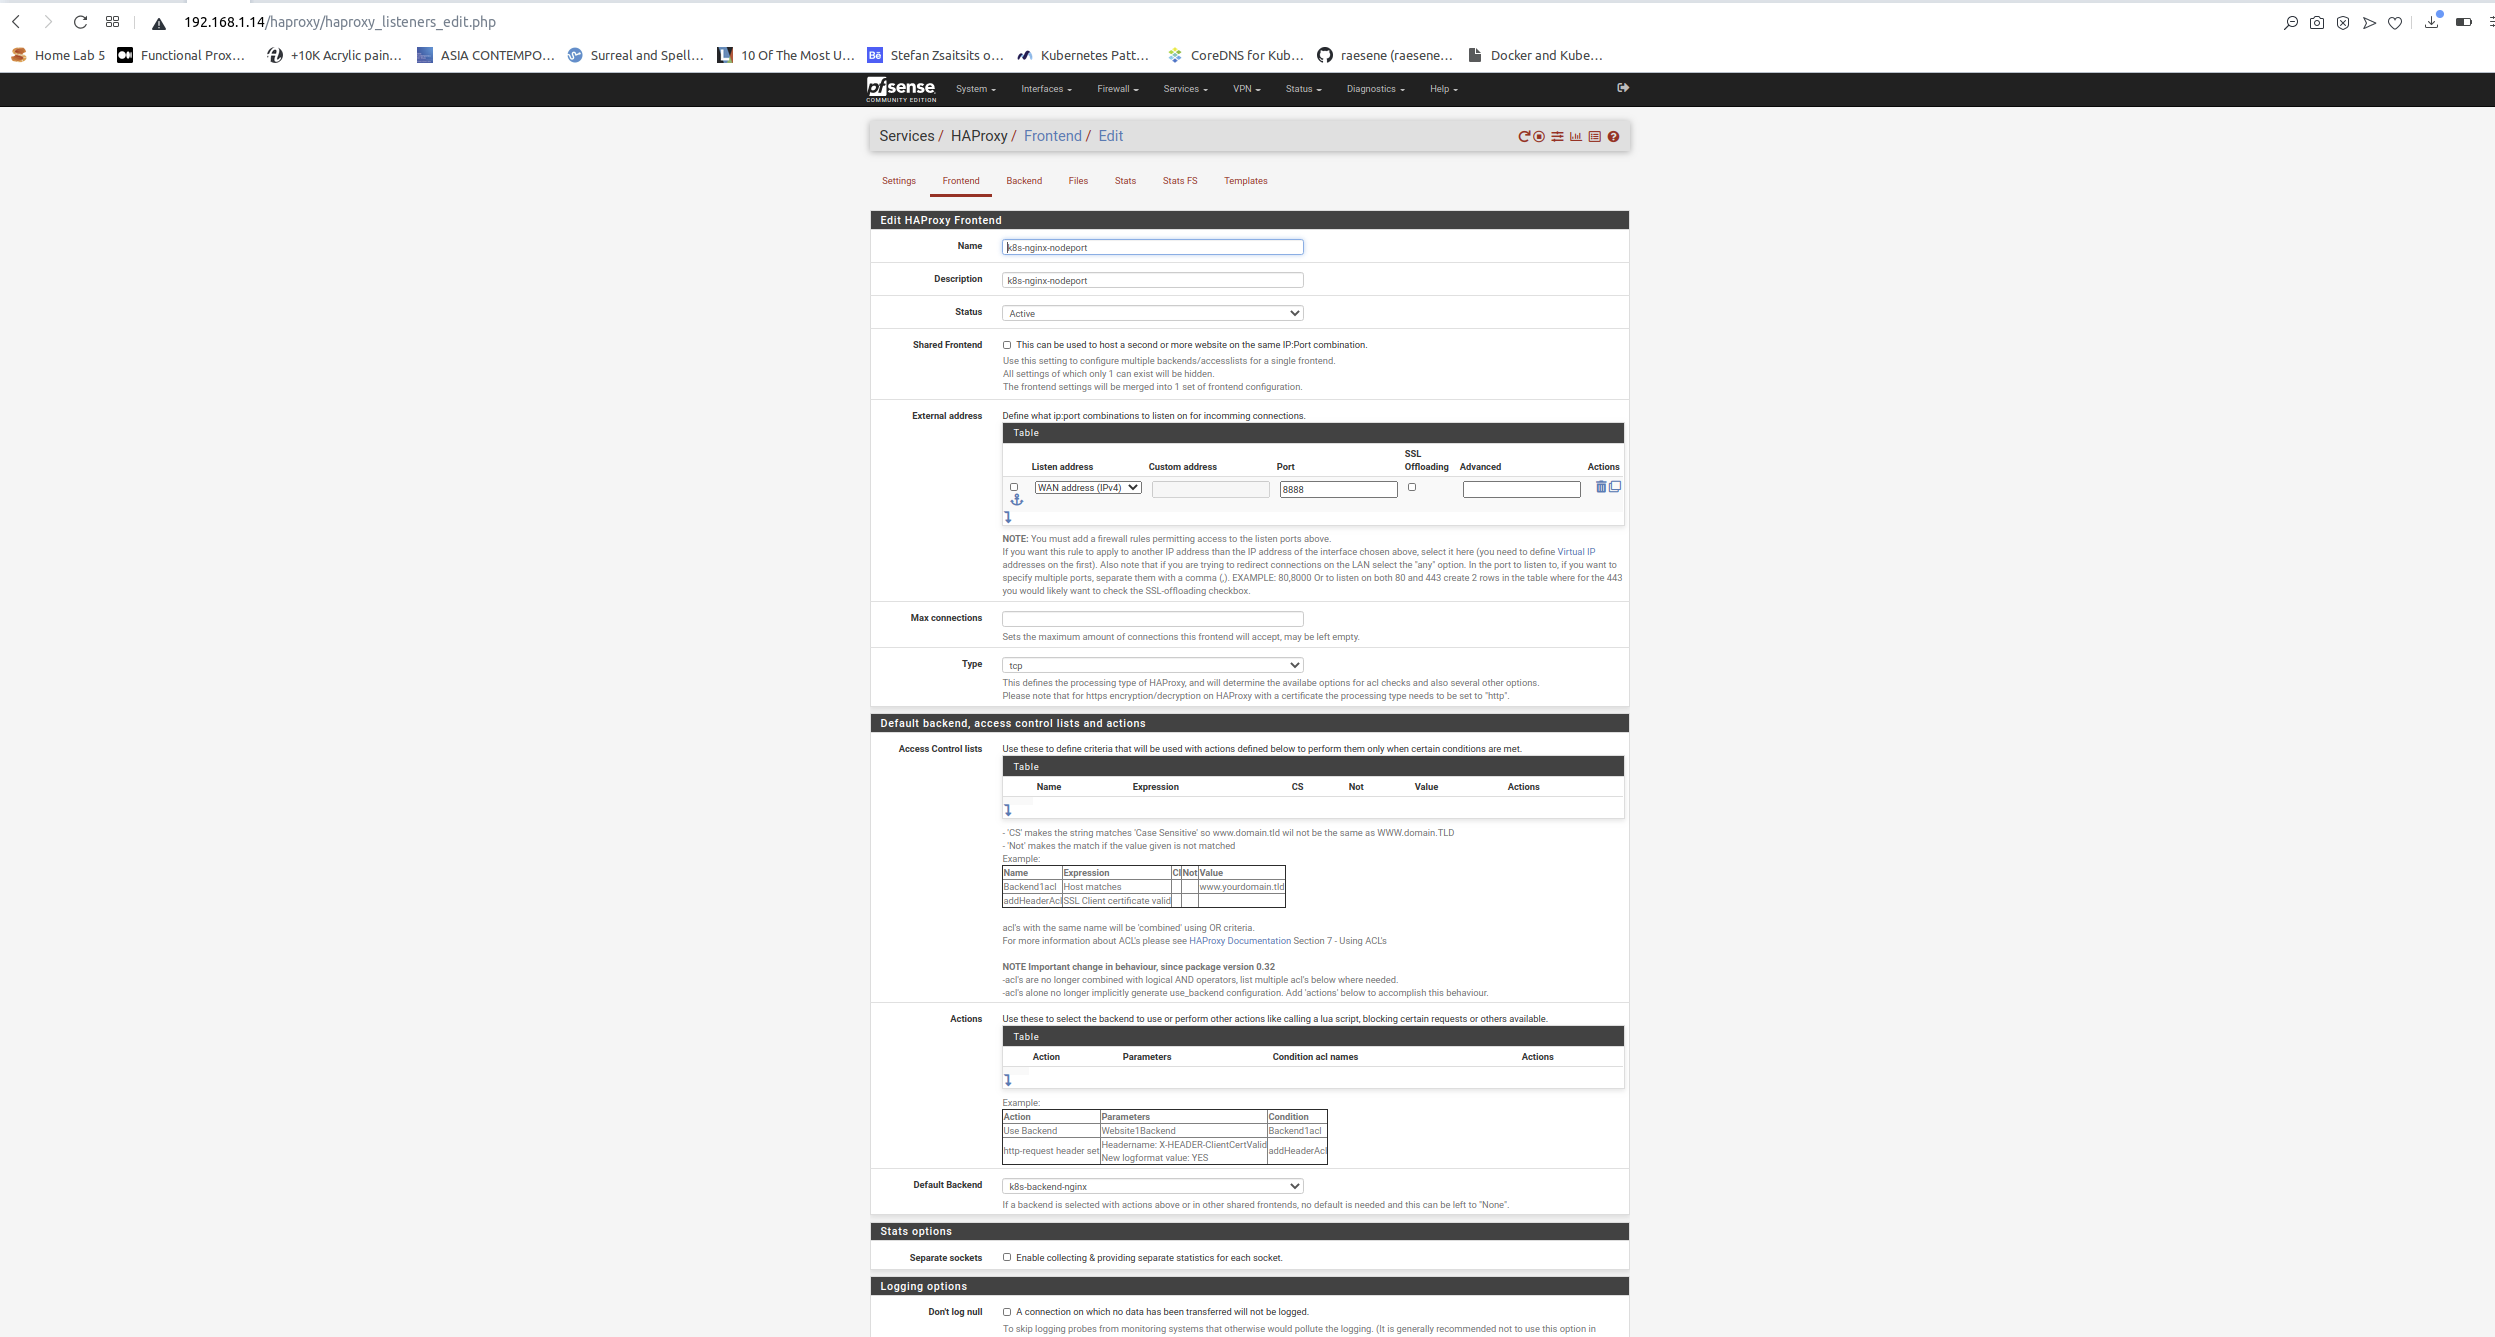 192.168.1.14/haproxy/haproxy_listeners_edit.php
Home Lab 5 Functional Prox... +10K Acrylic pain... ASIA CONTEMPO... Surreal and Spell... 10 Of The Most U... Bē Stefan Zsaitsits o... Kubernetes Patt... CoreDNS for Kub... raesene (raesene... Docker and Kube...
pfsense COMMUNITY EDITION System Interfaces Firewall Services VPN Status Diagnostics Help
Services / HAProxy / Frontend / Edit
Settings Frontend Backend Files Stats Stats FS Templates
Edit HAProxy Frontend
Name k8s-nginx-nodeport
Description k8s-nginx-nodeport
Status Active
Shared Frontend This can be used to host a second or more website on the same IP:Port combination.
Use this setting to configure multiple backends/accesslists for a single frontend.
All settings of which only 1 can exist will be hidden.
The frontend settings will be merged into 1 set of frontend configuration.
External address Define what ip:port combinations to listen on for incomming connections.
Table
Listen address Custom address Port SSL Offloading Advanced Actions
WAN address (IPv4) 8888
NOTE: You must add a firewall rules permitting access to the listen ports above.
If you want this rule to apply to another IP address than the IP address of the interface chosen above, select it here (you need to define Virtual IP
addresses on the first). Also note that if you are trying to redirect connections on the LAN select the "any" option. In the port to listen to, if you want to
specify multiple ports, separate them with a comma (,). EXAMPLE: 80,8000 Or to listen on both 80 and 443 create 2 rows in the table where for the 443
you would likely want to check the SSL-offloading checkbox.
Max connections
Sets the maximum amount of connections this frontend will accept, may be left empty.
Type tcp
This defines the processing type of HAProxy, and will determine the availabe options for acl checks and also several other options.
Please note that for https encryption/decryption on HAProxy with a certificate the processing type needs to be set to "http".
Default backend, access control lists and actions
Access Control lists Use these to define criteria that will be used with actions defined below to perform them only when certain conditions are met.
Table
Name Expression CS Not Value Actions
- 'CS' makes the string matches 'Case Sensitive' so www.domain.tld wil not be the same as WWW.domain.TLD
- 'Not' makes the match if the value given is not matched
Example:
Name Expression CI Not Value
Backend1acl Host matches www.yourdomain.tld
addHeaderAcl SSL Client certificate valid
acl's with the same name will be 'combined' using OR criteria.
For more information about ACL's please see HAProxy Documentation Section 7 - Using ACL's
NOTE Important change in behaviour, since package version 0.32
-acl's are no longer combined with logical AND operators, list multiple acl's below where needed.
-acl's alone no longer implicitly generate use_backend configuration. Add 'actions' below to accomplish this behaviour.
Actions Use these to select the backend to use or perform other actions like calling a lua script, blocking certain requests or others available.
Table
Action Parameters Condition acl names Actions
Example:
Action Parameters Condition
Use Backend Website1Backend Backend1acl
http-request header set Headername: X-HEADER-ClientCertValid addHeaderAcl
New logformat value: YES
Default Backend k8s-backend-nginx
If a backend is selected with actions above or in other shared frontends, no default is needed and this can be left to "None".
Stats options
Separate sockets Enable collecting & providing separate statistics for each socket.
Logging options
Don't log null A connection on which no data has been transferred will not be logged.
To skip logging probes from monitoring systems that otherwise would pollute the logging. (It is generally recommended not to use this option in